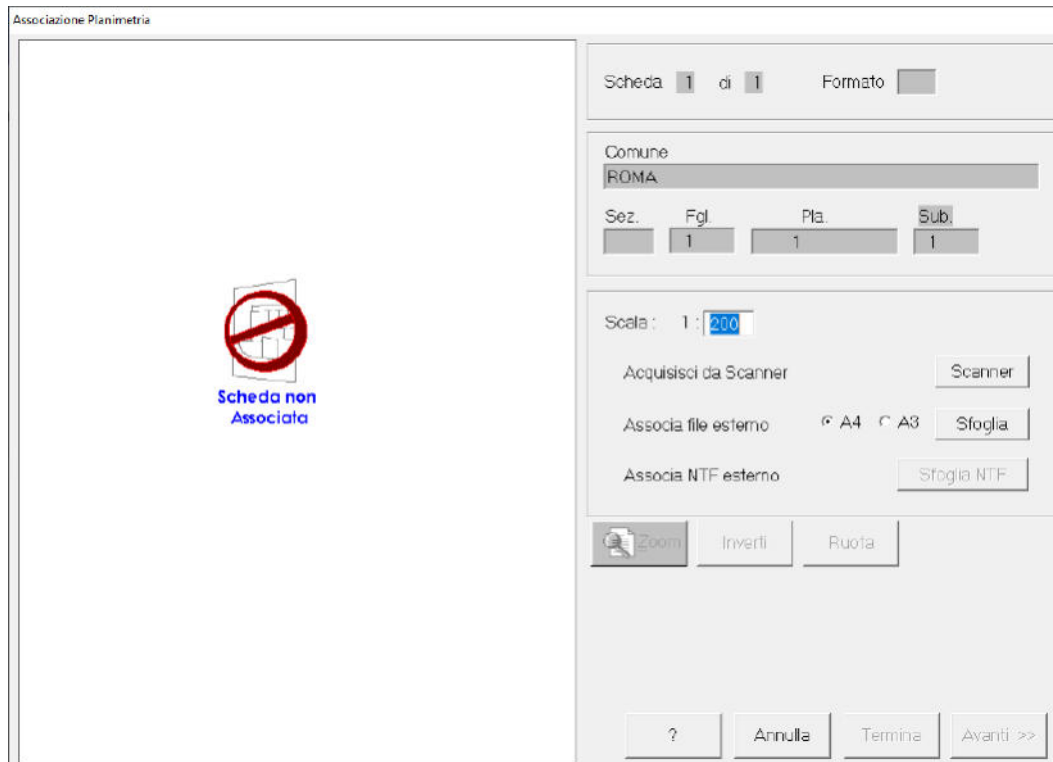 Associazione Planimetria
Scheda 1 di 1 Formato
Comune
ROMA
Sez. Fgl. Pla. Sub.
1 1 1
Scheda non
Associata
Scala : 1 : 200
Acquisisci da Scanner Scanner
Associa file esterno A4 A3 Sfoglia
Associa NTF esterno Sfoglia NTF
Zoom Inverti Ruota
? Annulla Termina Avanti >>